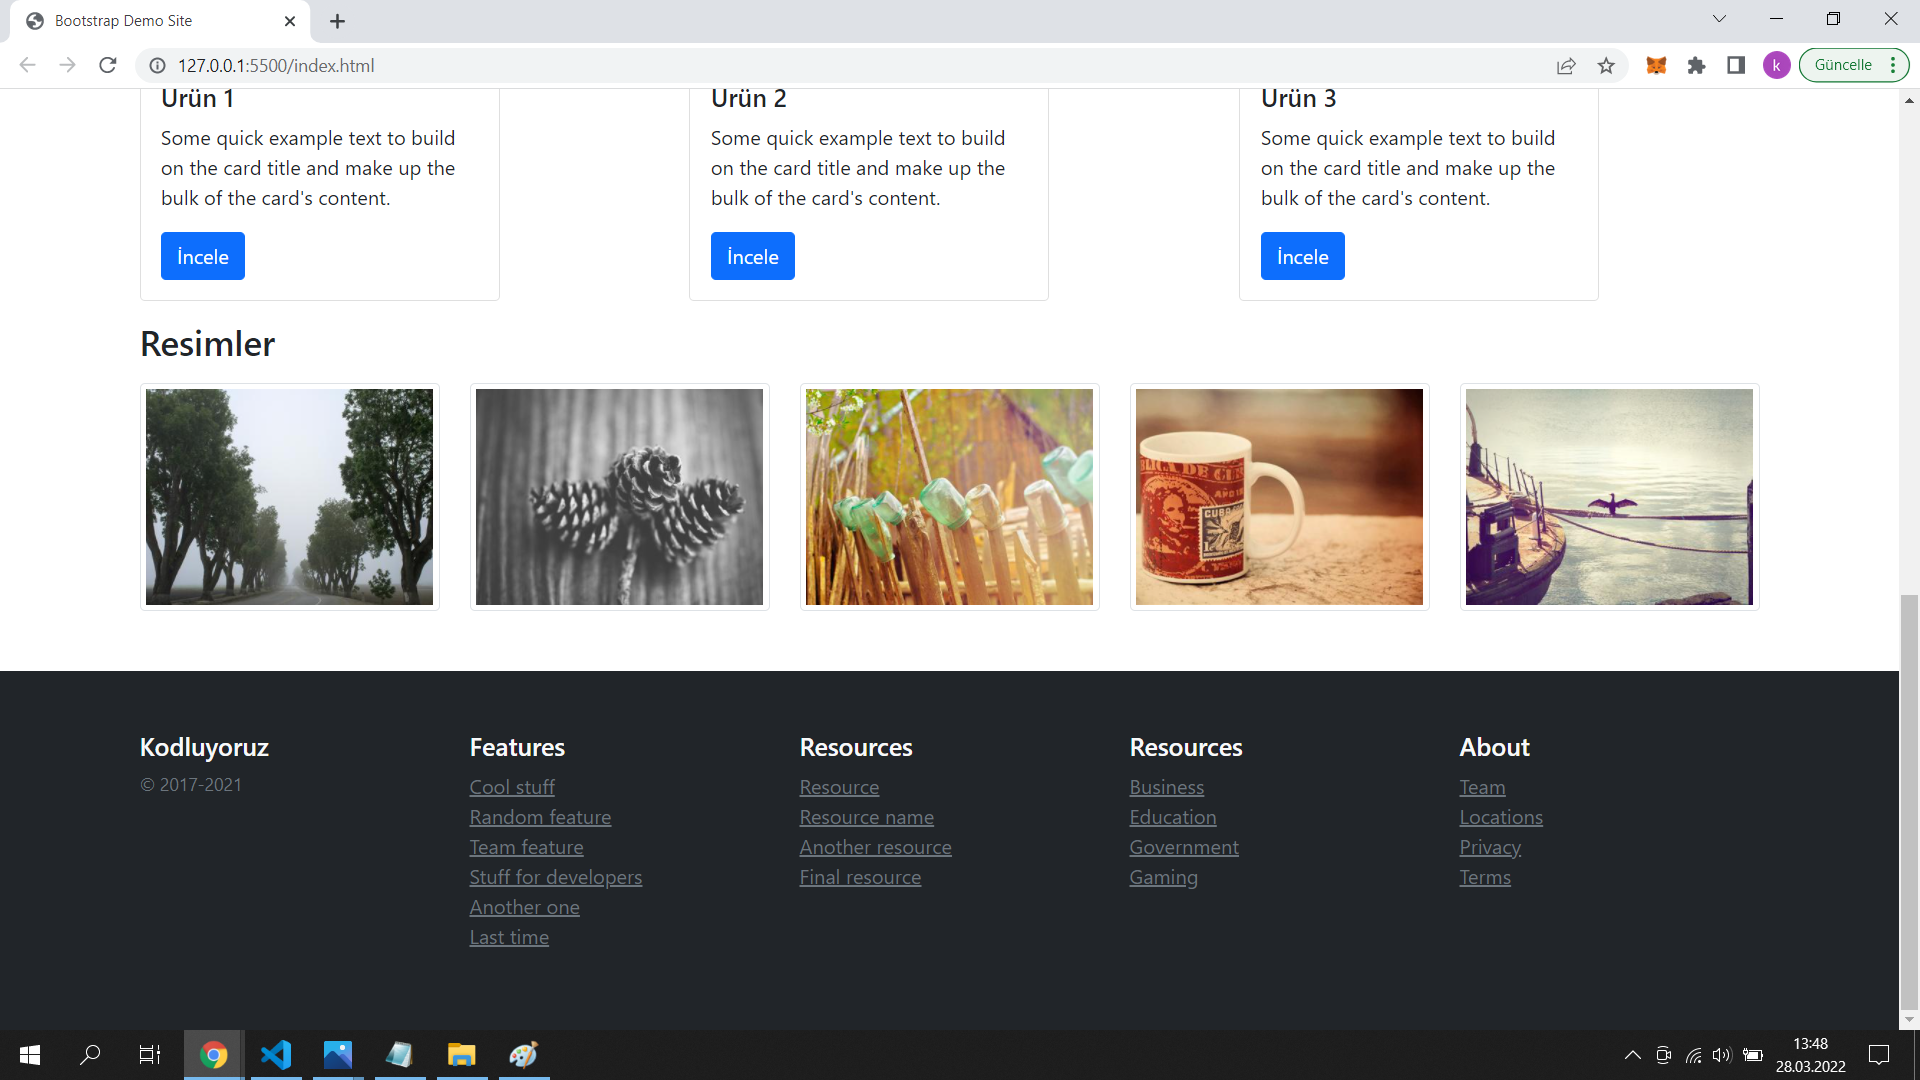 Bootstrap Demo Site
127.0.0.1:5500/index.html
k
Güncelle
Ürün 1
Ürün 2
Ürün 3
Some quick example text to build
on the card title and make up the
bulk of the card's content.
Some quick example text to build
on the card title and make up the
bulk of the card's content.
Some quick example text to build
on the card title and make up the
bulk of the card's content.
İncele
İncele
İncele
Resimler
Kodluyoruz
© 2017-2021
Features
Cool stuff
Random feature
Team feature
Stuff for developers
Another one
Last time
Resources
Resource
Resource name
Another resource
Final resource
Resources
Business
Education
Government
Gaming
About
Team
Locations
Privacy
Terms
13:48
28.03.2022